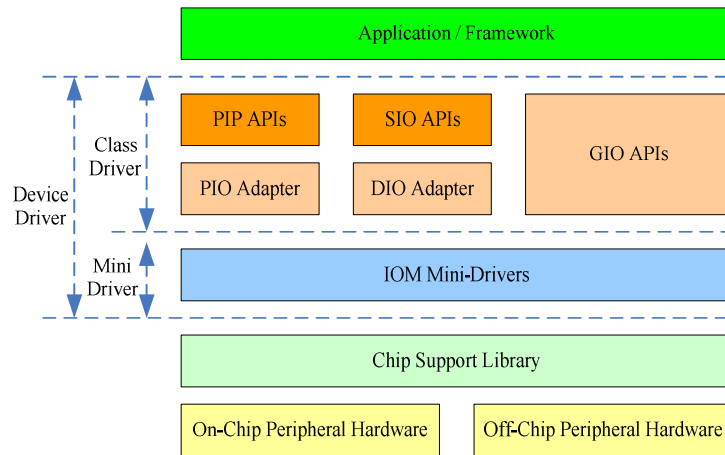 Application / Framework
PIP APIs
SIO APIs
GIO APIs
Class
Driver
Device
Driver
PIO Adapter
DIO Adapter
Mini
Driver
IOM Mini-Drivers
Chip Support Library
On-Chip Peripheral Hardware
Off-Chip Peripheral Hardware